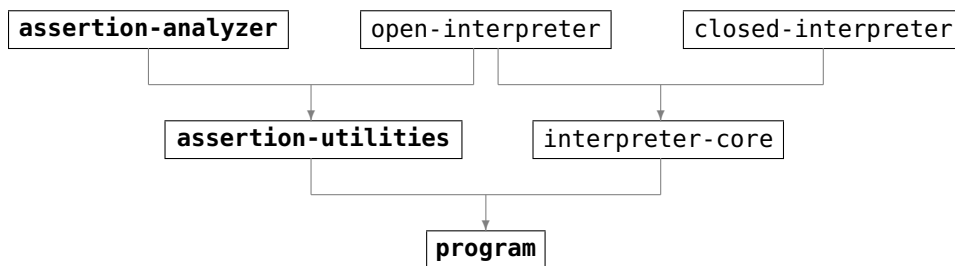 assertion-analyzer open-interpreter closed-interpreter
assertion-utilities interpreter-core
program